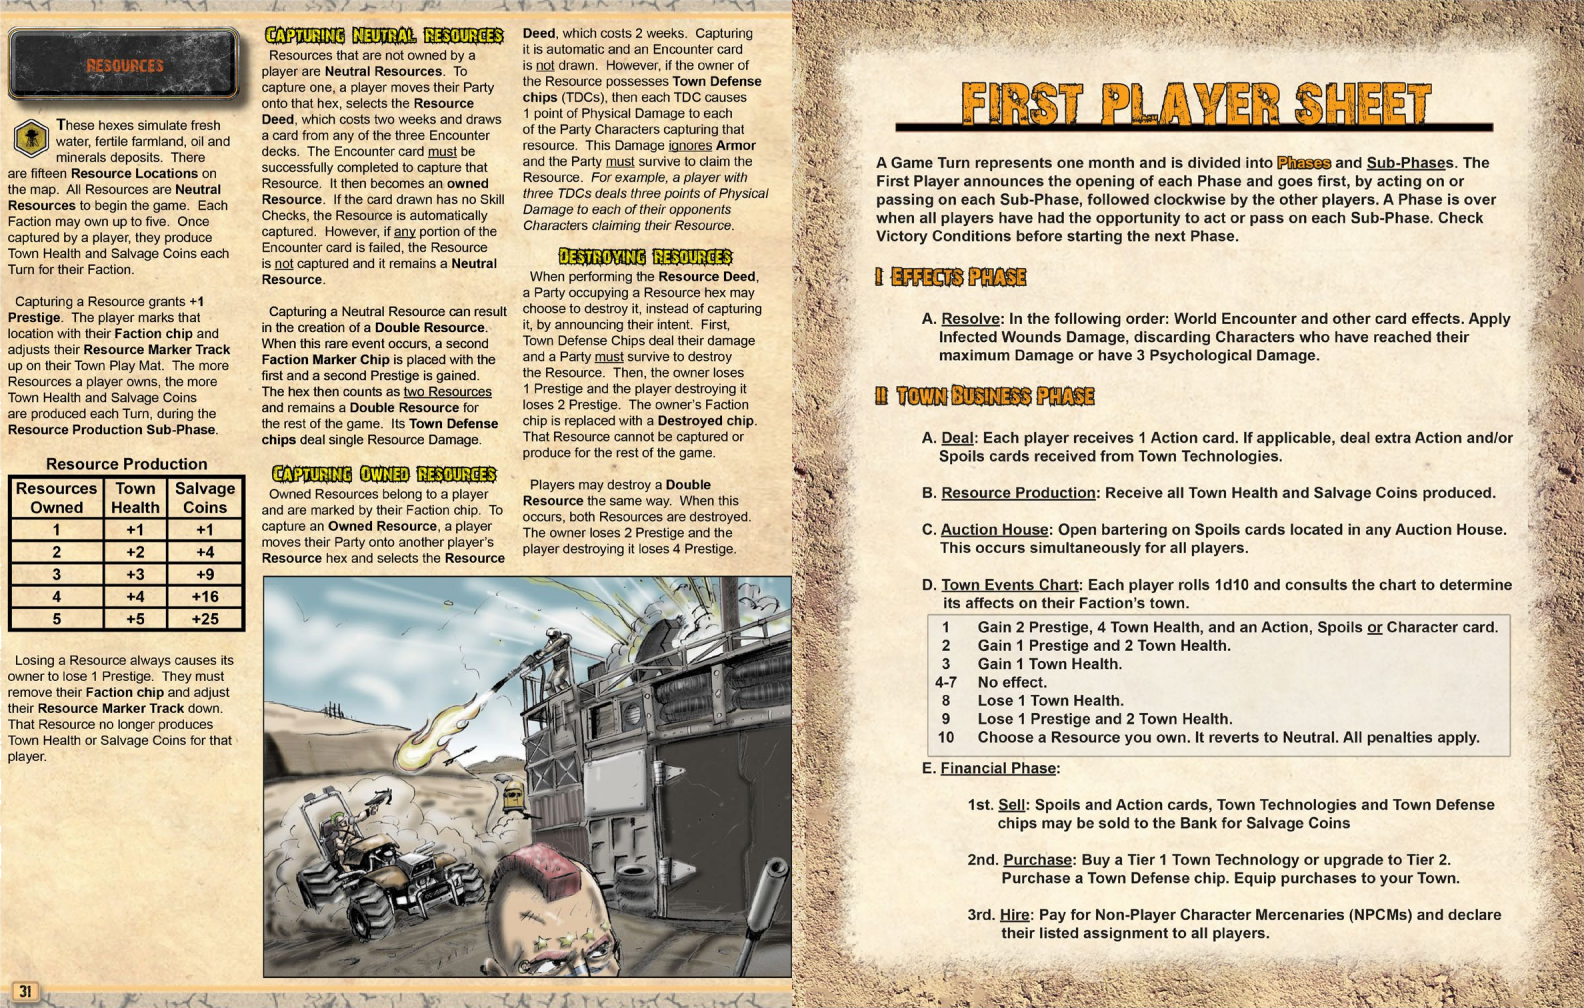 RESOURCES
These hexes simulate fresh
water, fertile farmland, oil and
minerals deposits. There
are fifteen Resource Locations on
the map. All Resources are Neutral
Resources to begin the game. Each
Faction may own up to five. Once
captured by a player, they produce
Town Health and Salvage Coins each
Turn for their Faction.
Capturing a Resource grants +1
Prestige. The player marks that
location with their Faction chip and
adjusts their Resource Marker Track
up on their Town Play Mat. The more
Resources a player owns, the more
Town Health and Salvage Coins
are produced each Turn, during the
Resource Production Sub-Phase.
Resource Production
Resources Owned Town Health Salvage Coins
1 +1 +1
2 +2 +4
3 +3 +9
4 +4 +16
5 +5 +25
Losing a Resource always causes its
owner to lose 1 Prestige. They must
remove their Faction chip and adjust
their Resource Marker Track down.
That Resource no longer produces
Town Health or Salvage Coins for that
player.
31
CAPTURING NEUTRAL RESOURCES
Resources that are not owned by a
player are Neutral Resources. To
capture one, a player moves their Party
onto that hex, selects the Resource
Deed, which costs two weeks and draws
a card from any of the three Encounter
decks. The Encounter card must be
successfully completed to capture that
Resource. It then becomes an owned
Resource. If the card drawn has no Skill
Checks, the Resource is automatically
captured. However, if any portion of the
Encounter card is failed, the Resource
is not captured and it remains a Neutral
Resource.
Capturing a Neutral Resource can result
in the creation of a Double Resource.
When this rare event occurs, a second
Faction Marker Chip is placed with the
first and a second Prestige is gained.
The hex then counts as two Resources
and remains a Double Resource for
the rest of the game. Its Town Defense
chips deal single Resource Damage.
CAPTURING OWNED RESOURCES
Owned Resources belong to a player
and are marked by their Faction chip. To
capture an Owned Resource, a player
moves their Party onto another player's
Resource hex and selects the Resource
Deed, which costs 2 weeks. Capturing
it is automatic and an Encounter card
is not drawn. However, if the owner of
the Resource possesses Town Defense
chips (TDCs), then each TDC causes
1 point of Physical Damage to each
of the Party Characters capturing that
resource. This Damage ignores Armor
and the Party must survive to claim the
Resource. For example, a player with
three TDCs deals three points of Physical
Damage to each of their opponents
Characters claiming their Resource.
DESTROYING RESOURCES
When performing the Resource Deed,
a Party occupying a Resource hex may
choose to destroy it, instead of capturing
it, by announcing their intent. First,
Town Defense Chips deal their damage
and a Party must survive to destroy
the Resource. Then, the owner loses
1 Prestige and the player destroying it
loses 2 Prestige. The owner's Faction
chip is replaced with a Destroyed chip.
That Resource cannot be captured or
produce for the rest of the game.
Players may destroy a Double
Resource the same way. When this
occurs, both Resources are destroyed.
The owner loses 2 Prestige and the
player destroying it loses 4 Prestige.
FIRST PLAYER SHEET
A Game Turn represents one month and is divided into Phases and Sub-Phases. The
First Player announces the opening of each Phase and goes first, by acting on or
passing on each Sub-Phase, followed clockwise by the other players. A Phase is over
when all players have had the opportunity to act or pass on each Sub-Phase. Check
Victory Conditions before starting the next Phase.
I EFFECTS PHASE
A. Resolve: In the following order: World Encounter and other card effects. Apply
Infected Wounds Damage, discarding Characters who have reached their
maximum Damage or have 3 Psychological Damage.
II TOWN BUSINESS PHASE
A. Deal: Each player receives 1 Action card. If applicable, deal extra Action and/or
Spoils cards received from Town Technologies.
B. Resource Production: Receive all Town Health and Salvage Coins produced.
C. Auction House: Open bartering on Spoils cards located in any Auction House.
This occurs simultaneously for all players.
D. Town Events Chart: Each player rolls 1d10 and consults the chart to determine
its affects on their Faction's town.
1 Gain 2 Prestige, 4 Town Health, and an Action, Spoils or Character card.
2 Gain 1 Prestige and 2 Town Health.
3 Gain 1 Town Health.
4-7 No effect.
8 Lose 1 Town Health.
9 Lose 1 Prestige and 2 Town Health.
10 Choose a Resource you own. It reverts to Neutral. All penalties apply.
E. Financial Phase:
1st. Sell: Spoils and Action cards, Town Technologies and Town Defense
chips may be sold to the Bank for Salvage Coins
2nd. Purchase: Buy a Tier 1 Town Technology or upgrade to Tier 2.
Purchase a Town Defense chip. Equip purchases to your Town.
3rd. Hire: Pay for Non-Player Character Mercenaries (NPCMs) and declare
their listed assignment to all players.